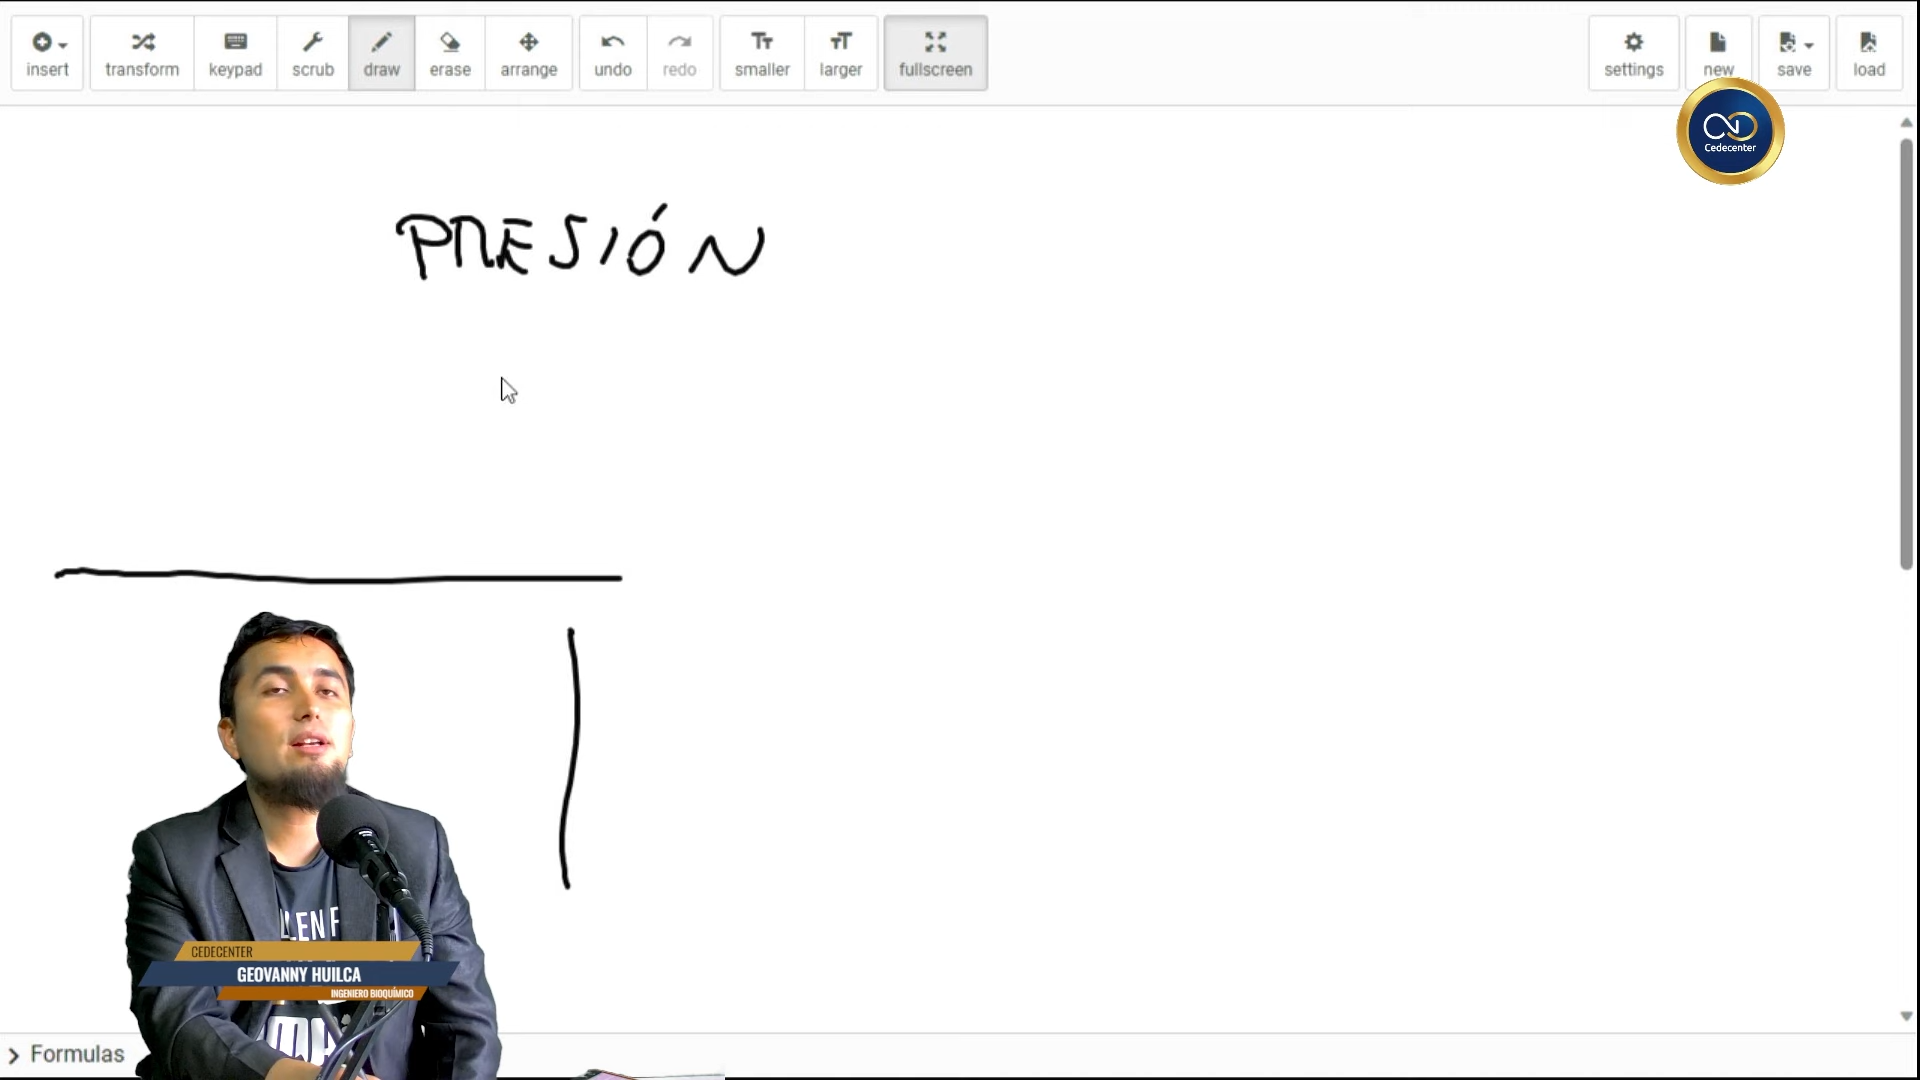 insert
transform
keypad
scrub
draw
erase
arrange
undo
redo
smaller
larger
fullscreen
settings
new
save
load
Cedecenter
PRESIÓN
LEN F
CEDECENTER
GEOVANNY HUILCA
INGENIERO BIOQUÍMICO
Formulas